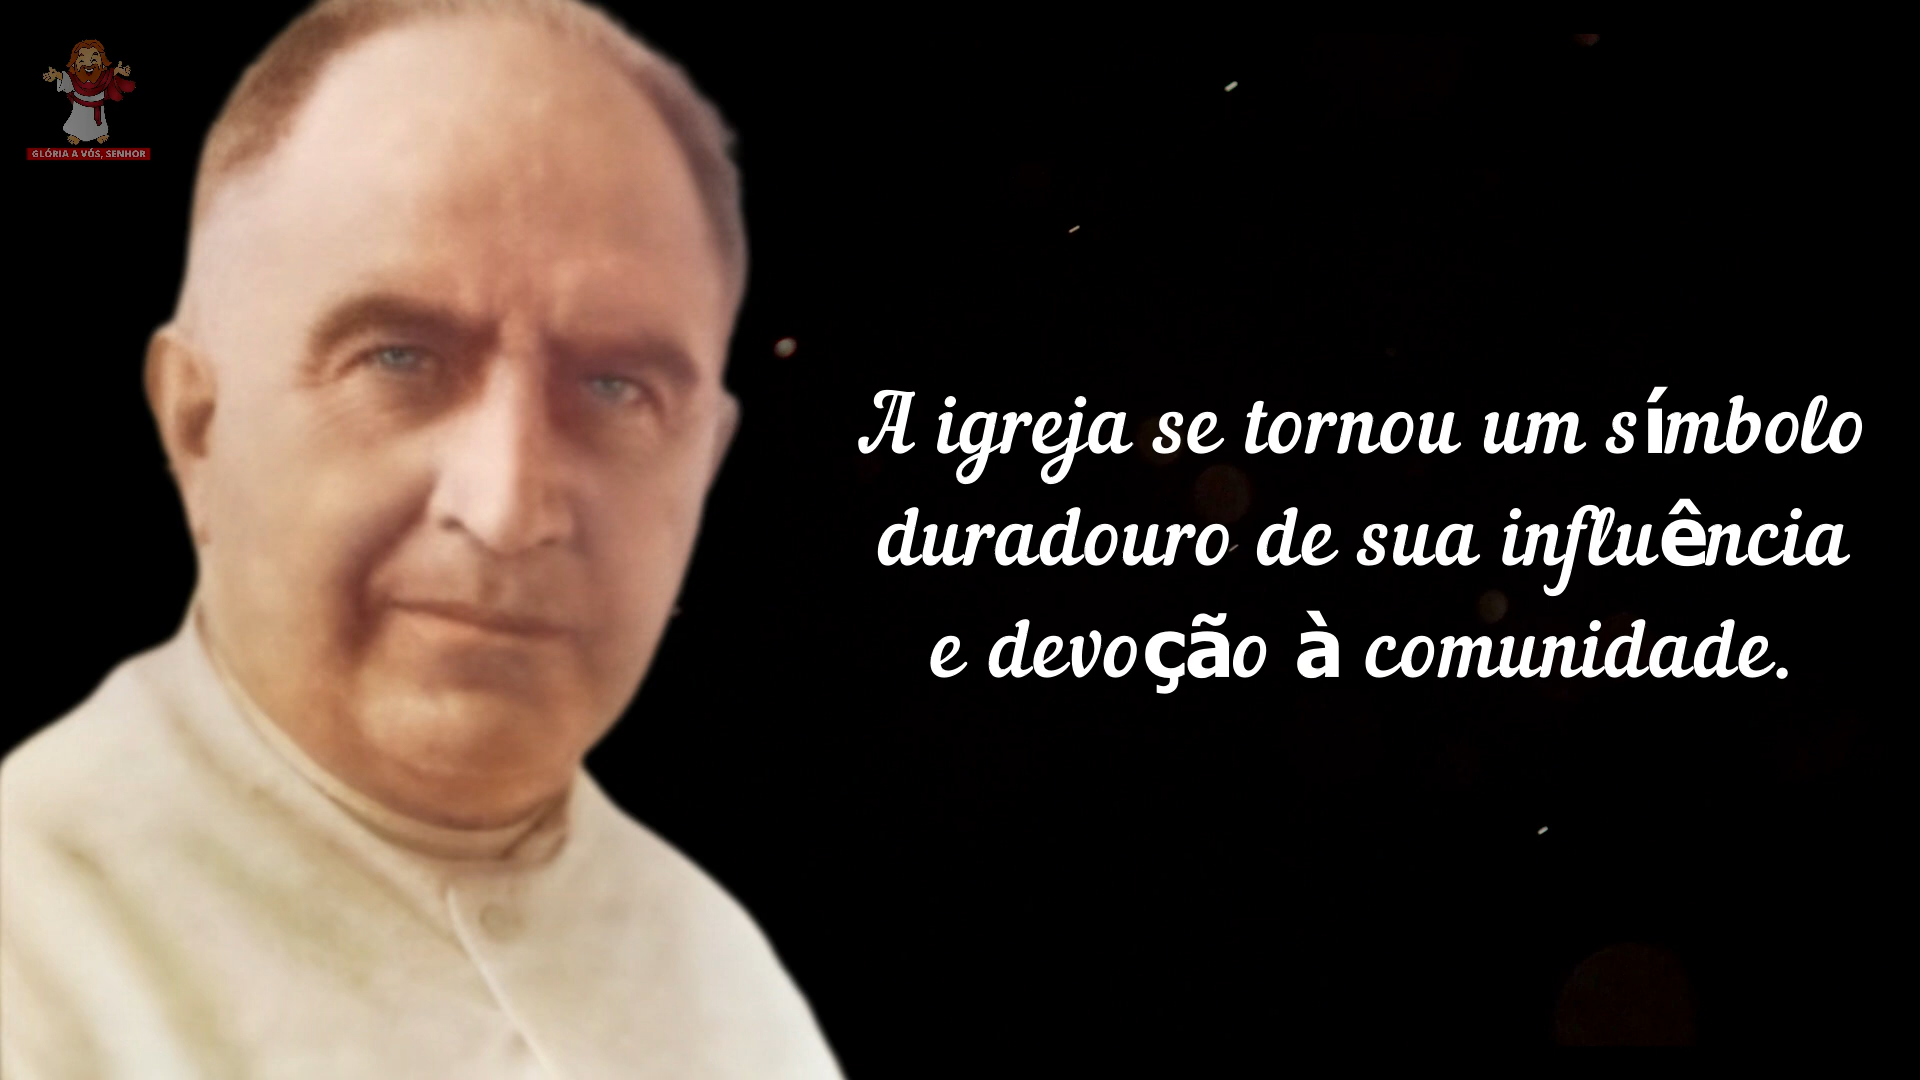 GLÓRIA A VÓS, SENHOR
A igreja se tornou um símbolo
duradouro de sua influência
e devoção à comunidade.